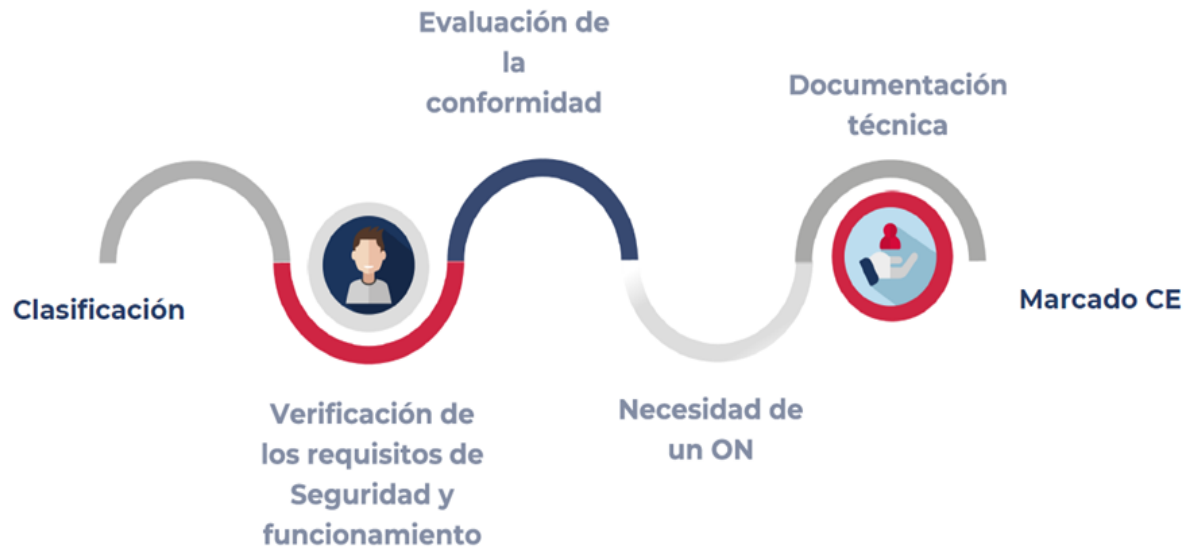 Clasificación
Verificación de
los requisitos de
Seguridad y
funcionamiento
Evaluación de
la
conformidad
Necesidad de
un ON
Documentación
técnica
Marcado CE